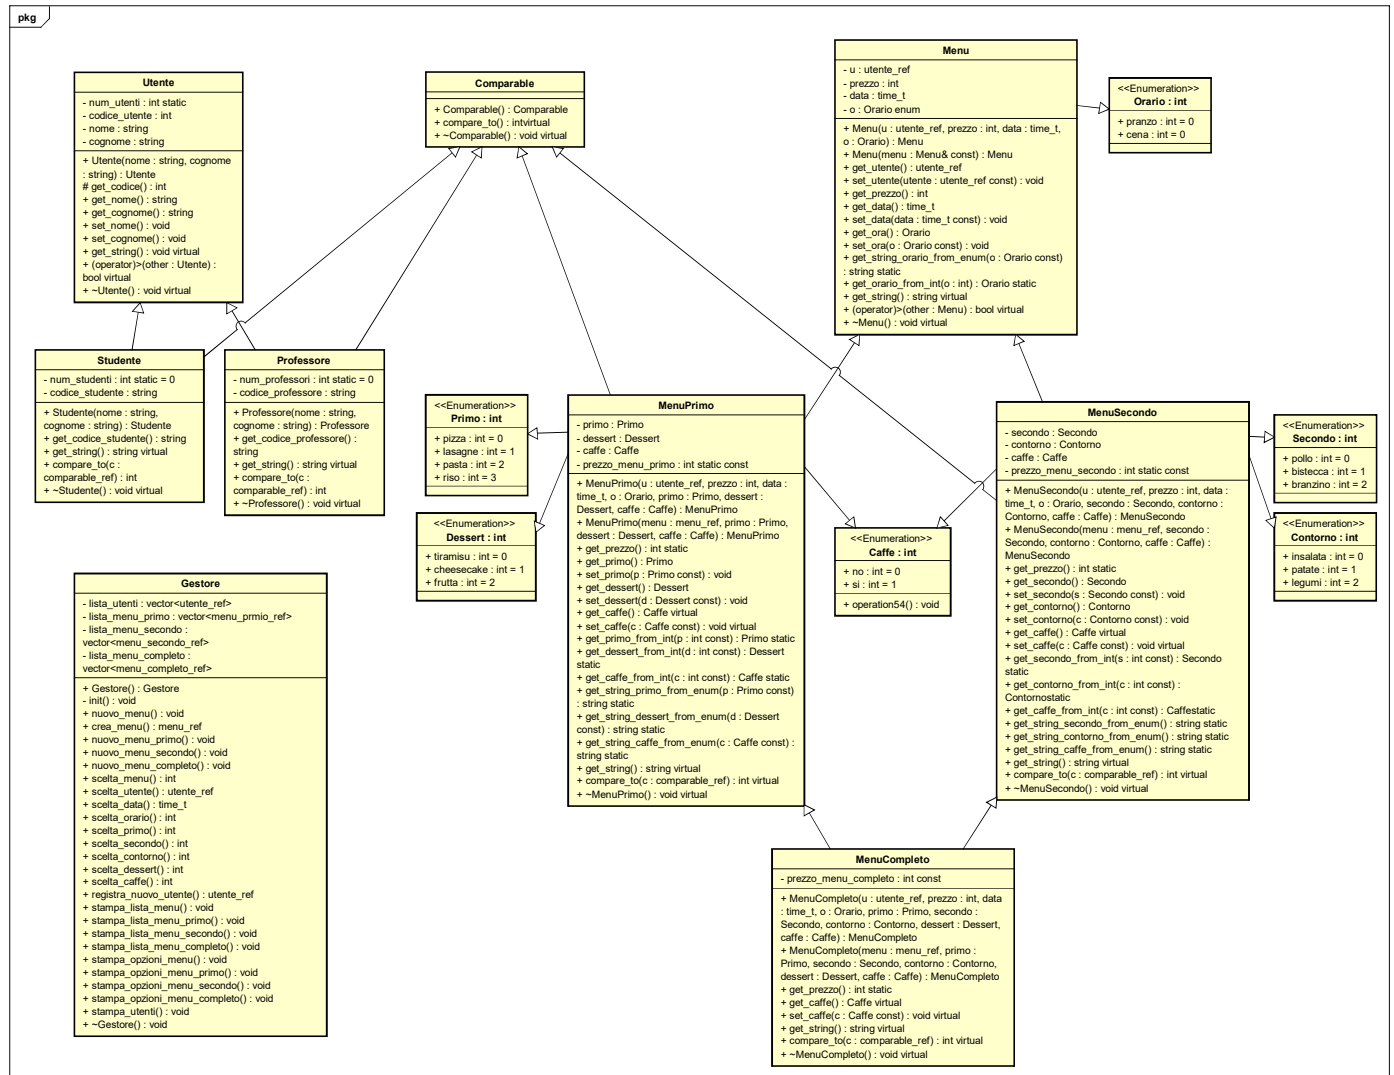 pkg
Utente
- num_utenti : int static
- codice_utente : int
- nome : string
- cognome : string
+ Utente(nome : string, cognome
: string) : Utente
# get_codice() : int
+ get_nome() : string
+ get_cognome() : string
+ set_nome() : void
+ set_cognome() : void
+ get_string() : void virtual
+ (operator)>(other : Utente) :
bool virtual
+ ~Utente() : void virtual
Comparable
+ Comparable() : Comparable
+ compare_to() : intvirtual
+ ~Comparable() : void virtual
Menu
- u : utente_ref
- prezzo : int
- data : time_t
- o : Orario enum
+ Menu(u : utente_ref, prezzo : int, data : time_t,
o : Orario) : Menu
+ Menu(menu : Menu& const) : Menu
+ get_utente() : utente_ref
+ set_utente(utente : utente_ref const) : void
+ get_prezzo() : int
+ get_data() : time_t
+ set_data(data : time_t const) : void
+ get_ora() : Orario
+ set_ora(o : Orario const) : void
+ get_string_orario_from_enum(o : Orario const)
: string static
+ get_orario_from_int(o : int) : Orario static
+ get_string() : string virtual
+ (operator)>(other : Menu) : bool virtual
+ ~Menu() : void virtual
<<Enumeration>>
Orario : int
+ pranzo : int = 0
+ cena : int = 0
Studente
- num_studenti : int static = 0
- codice_studente : string
+ Studente(nome : string,
cognome : string) : Studente
+ get_codice_studente() : string
+ get_string() : string virtual
+ compare_to(c :
comparable_ref) : int
+ ~Studente() : void virtual
Professore
- num_professori : int static = 0
- codice_professore : string
+ Professore(nome : string,
cognome : string) : Professore
+ get_codice_professore() :
string
+ get_string() : string virtual
+ compare_to(c :
comparable_ref) : int
+ ~Professore() : void virtual
<<Enumeration>>
Primo : int
+ pizza : int = 0
+ lasagne : int = 1
+ pasta : int = 2
+ riso : int = 3
<<Enumeration>>
Dessert : int
+ tiramisu : int = 0
+ cheesecake : int = 1
+ frutta : int = 2
MenuPrimo
- primo : Primo
- dessert : Dessert
- caffe : Caffe
- prezzo_menu_primo : int static const
+ MenuPrimo(u : utente_ref, prezzo : int, data :
time_t, o : Orario, primo : Primo, dessert :
Dessert, caffe : Caffe) : MenuPrimo
+ MenuPrimo(menu : menu_ref, primo : Primo,
dessert : Dessert, caffe : Caffe) : MenuPrimo
+ get_prezzo() : int static
+ get_primo() : Primo
+ set_primo(p : Primo const) : void
+ get_dessert() : Dessert
+ set_dessert(d : Dessert const) : void
+ get_caffe() : Caffe virtual
+ set_caffe(c : Caffe const) : void virtual
+ get_primo_from_int(p : int const) : Primo static
+ get_dessert_from_int(d : int const) : Dessert
static
+ get_caffe_from_int(c : int const) : Caffe static
+ get_string_primo_from_enum(p : Primo const)
: string static
+ get_string_dessert_from_enum(d : Dessert
const) : string static
+ get_string_caffe_from_enum(c : Caffe const) :
string static
+ get_string() : string virtual
+ compare_to(c : comparable_ref) : int virtual
+ ~MenuPrimo() : void virtual
<<Enumeration>>
Caffe : int
+ no : int = 0
+ si : int = 1
+ operation54() : void
MenuSecondo
- secondo : Secondo
- contorno : Contorno
- caffe : Caffe
- prezzo_menu_secondo : int static const
+ MenuSecondo(u : utente_ref, prezzo : int, data :
time_t, o : Orario, secondo : Secondo, contorno :
Contorno, caffe : Caffe) : MenuSecondo
+ MenuSecondo(menu : menu_ref, secondo :
Secondo, contorno : Contorno, caffe : Caffe) :
MenuSecondo
+ get_prezzo() : int static
+ get_secondo() : Secondo
+ set_secondo(s : Secondo const) : void
+ get_contorno() : Contorno
+ set_contorno(c : Contorno const) : void
+ get_caffe() : Caffe virtual
+ set_caffe(c : Caffe const) : void virtual
+ get_secondo_from_int(s : int const) : Secondo
static
+ get_contorno_from_int(c : int const) :
Contornostatic
+ get_caffe_from_int(c : int const) : Caffestatic
+ get_string_secondo_from_enum() : string static
+ get_string_contorno_from_enum() : string static
+ get_string_caffe_from_enum() : string static
+ get_string() : string virtual
+ compare_to(c : comparable_ref) : int virtual
+ ~MenuSecondo() : void virtual
<<Enumeration>>
Secondo : int
+ pollo : int = 0
+ bistecca : int = 1
+ branzino : int = 2
<<Enumeration>>
Contorno : int
+ insalata : int = 0
+ patate : int = 1
+ legumi : int = 2
Gestore
- lista_utenti : vector<utente_ref>
- lista_menu_primo : vector<menu_prmio_ref>
- lista_menu_secondo :
vector<menu_secondo_ref>
- lista_menu_completo :
vector<menu_completo_ref>
+ Gestore() : Gestore
- init() : void
+ nuovo_menu() : void
+ crea_menu() : menu_ref
+ nuovo_menu_primo() : void
+ nuovo_menu_secondo() : void
+ nuovo_menu_completo() : void
+ scelta_menu() : int
+ scelta_utente() : utente_ref
+ scelta_data() : time_t
+ scelta_orario() : int
+ scelta_primo() : int
+ scelta_secondo() : int
+ scelta_contorno() : int
+ scelta_dessert() : int
+ scelta_caffe() : int
+ registra_nuovo_utente() : utente_ref
+ stampa_lista_menu() : void
+ stampa_lista_menu_primo() : void
+ stampa_lista_menu_secondo() : void
+ stampa_lista_menu_completo() : void
+ stampa_opzioni_menu() : void
+ stampa_opzioni_menu_primo() : void
+ stampa_opzioni_menu_secondo() : void
+ stampa_opzioni_menu_completo() : void
+ stampa_utenti() : void
+ ~Gestore() : void
MenuCompleto
- prezzo_menu_completo : int const
+ MenuCompleto(u : utente_ref, prezzo : int, data
: time_t, o : Orario, primo : Primo, secondo :
Secondo, contorno : Contorno, dessert : Dessert,
caffe : Caffe) : MenuCompleto
+ MenuCompleto(menu : menu_ref, primo :
Primo, secondo : Secondo, contorno : Contorno,
dessert : Dessert, caffe : Caffe) : MenuCompleto
+ get_prezzo() : int static
+ get_caffe() : Caffe virtual
+ set_caffe(c : Caffe const) : void virtual
+ get_string() : string virtual
+ compare_to(c : comparable_ref) : int virtual
+ ~MenuCompleto() : void virtual